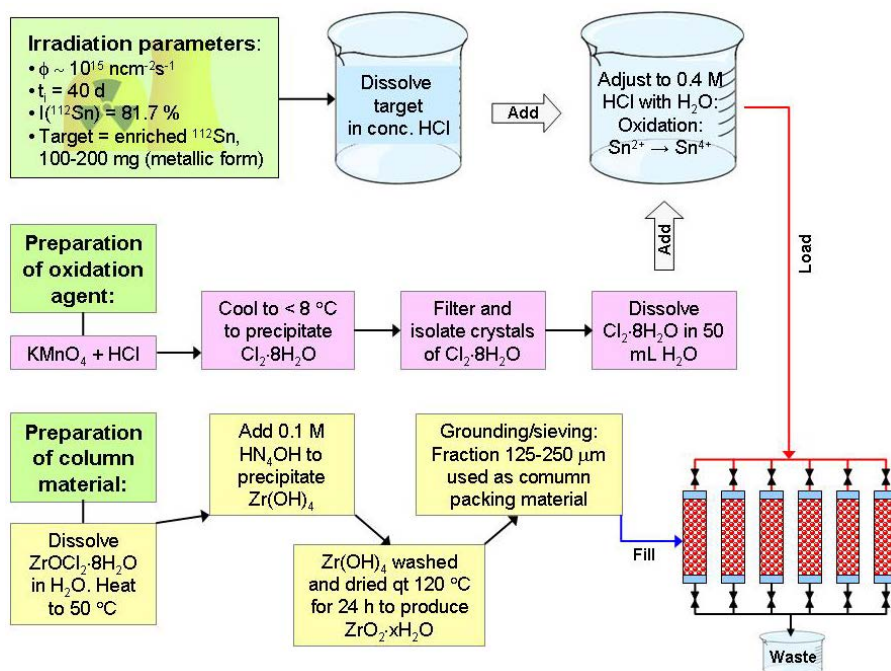 Irradiation parameters:
• ϕ ~ 10¹⁵ ncm⁻²s⁻¹
• tᵢ = 40 d
• I(¹¹²Sn) = 81.7 %
• Target = enriched ¹¹²Sn,
100-200 mg (metallic form)
Dissolve
target
in conc. HCl
Add
Adjust to 0.4 M
HCl with H₂O:
Oxidation:
Sn²⁺ → Sn⁴⁺
Add
Load
Preparation
of oxidation
agent:
KMnO₄ + HCl
Cool to < 8 °C
to precipitate
Cl₂·8H₂O
Filter and
isolate crystals
of Cl₂·8H₂O
Dissolve
Cl₂·8H₂O in 50
mL H₂O
Preparation
of column
material:
Dissolve
ZrOCl₂·8H₂O
in H₂O. Heat
to 50 °C
Add 0.1 M
HN₄OH to
precipitate
Zr(OH)₄
Zr(OH)₄ washed
and dried qt 120 °C
for 24 h to produce
ZrO₂·xH₂O
Grounding/sieving:
Fraction 125-250 μm
used as comumn
packing material
Fill
Waste